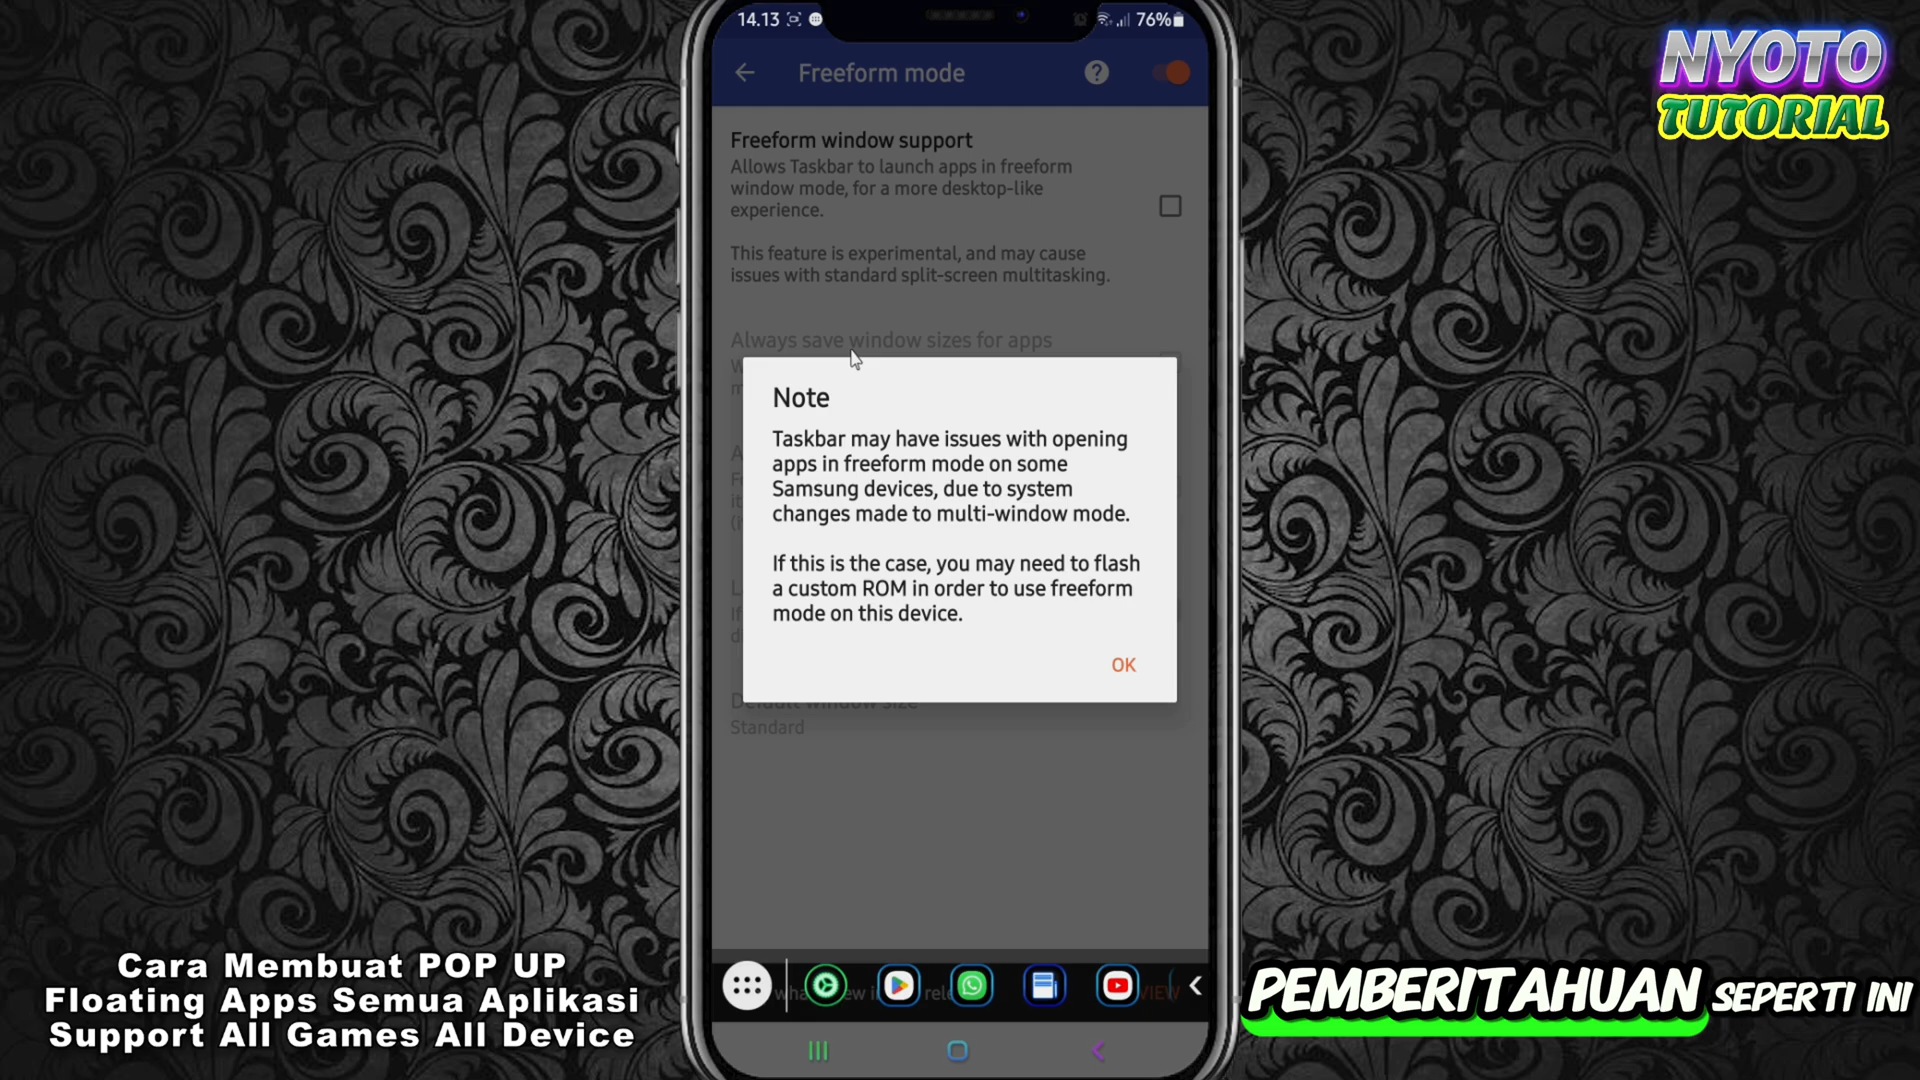 14.13
76%
NYOTO
TUTORIAL
Freeform mode
Freeform window support
Allows Taskbar to launch apps in freeform
window mode, for a more desktop-like
experience.
This feature is experimental, and may cause
issues with standard split-screen multitasking.
Always save window sizes for apps
Note
Taskbar may have issues with opening
apps in freeform mode on some
Samsung devices, due to system
changes made to multi-window mode.
If this is the case, you may need to flash
a custom ROM in order to use freeform
mode on this device.
OK
Default window size
Standard
Cara Membuat POP UP
Floating Apps Semua Aplikasi
Support All Games All Device
PEMBERITAHUAN SEPERTI INI